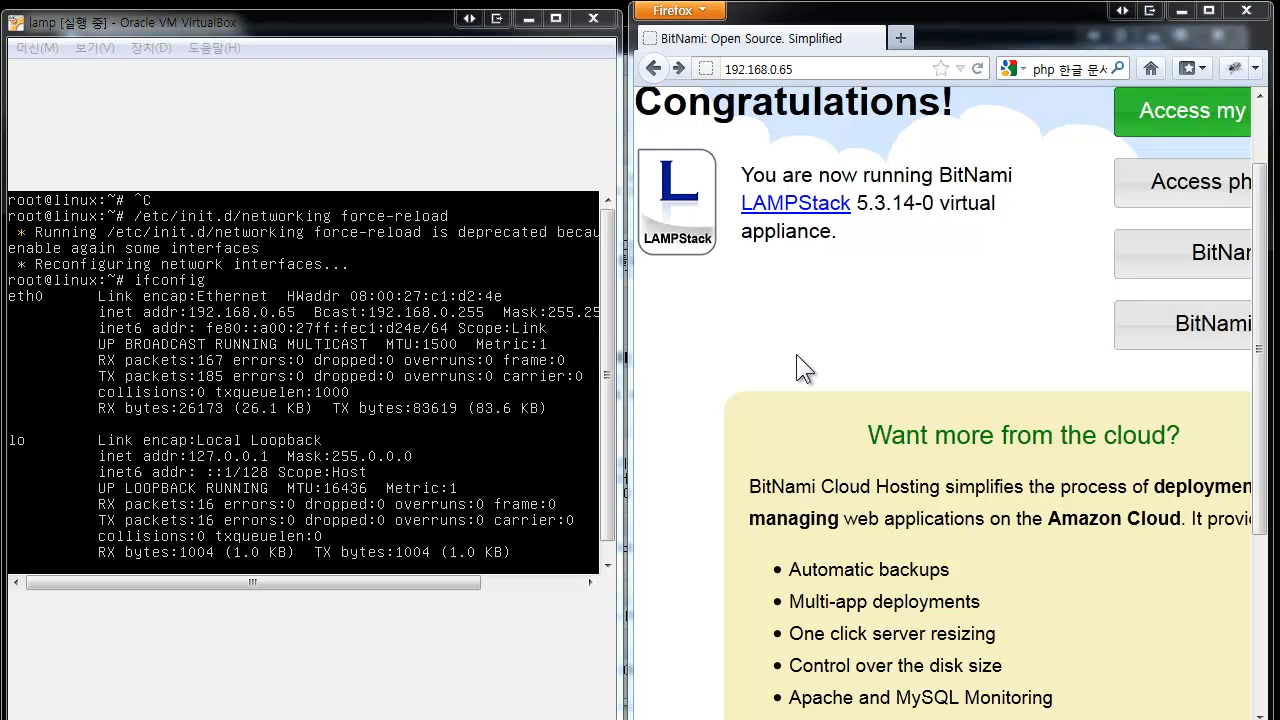 lamp [실행 중] - Oracle VM VirtualBox
머신(M) 보기(V) 장치(D) 도움말(H)
root@linux:~# ^C
root@linux:~# /etc/init.d/networking force-reload
* Running /etc/init.d/networking force-reload is deprecated becau
enable again some interfaces
* Reconfiguring network interfaces...
root@linux:~# ifconfig
eth0 Link encap:Ethernet HWaddr 08:00:27:c1:d2:4e
inet addr:192.168.0.65 Bcast:192.168.0.255 Mask:255.25
inet6 addr: fe80::a00:27ff:fec1:d24e/64 Scope:Link
UP BROADCAST RUNNING MULTICAST MTU:1500 Metric:1
RX packets:167 errors:0 dropped:0 overruns:0 frame:0
TX packets:185 errors:0 dropped:0 overruns:0 carrier:0
collisions:0 txqueuelen:1000
RX bytes:26173 (26.1 KB) TX bytes:83619 (83.6 KB)
lo Link encap:Local Loopback
inet addr:127.0.0.1 Mask:255.0.0.0
inet6 addr: ::1/128 Scope:Host
UP LOOPBACK RUNNING MTU:16436 Metric:1
RX packets:16 errors:0 dropped:0 overruns:0 frame:0
TX packets:16 errors:0 dropped:0 overruns:0 carrier:0
collisions:0 txqueuelen:0
RX bytes:1004 (1.0 KB) TX bytes:1004 (1.0 KB)
Firefox
BitNami: Open Source. Simplified
192.168.0.65
php 한글 문서
Congratulations!
L
LAMPStack
You are now running BitNami
LAMPStack 5.3.14-0 virtual
appliance.
Access my
Access ph
BitNar
BitNami
Want more from the cloud?
BitNami Cloud Hosting simplifies the process of deploymen
managing web applications on the Amazon Cloud. It provi
• Automatic backups
• Multi-app deployments
• One click server resizing
• Control over the disk size
• Apache and MySQL Monitoring